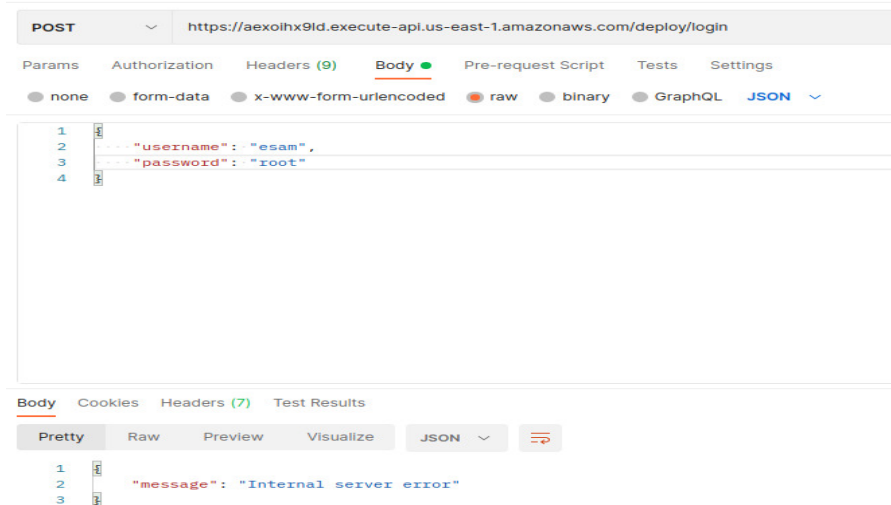 POST https://aexoihx9ld.execute-api.us-east-1.amazonaws.com/deploy/login
Params Authorization Headers (9) Body Pre-request Script Tests Settings
none form-data x-www-form-urlencoded raw binary GraphQL JSON
1 {
2 "username": "esam",
3 "password": "root"
4 }
Body Cookies Headers (7) Test Results
Pretty Raw Preview Visualize JSON
1 {
2 "message": "Internal server error"
3 }